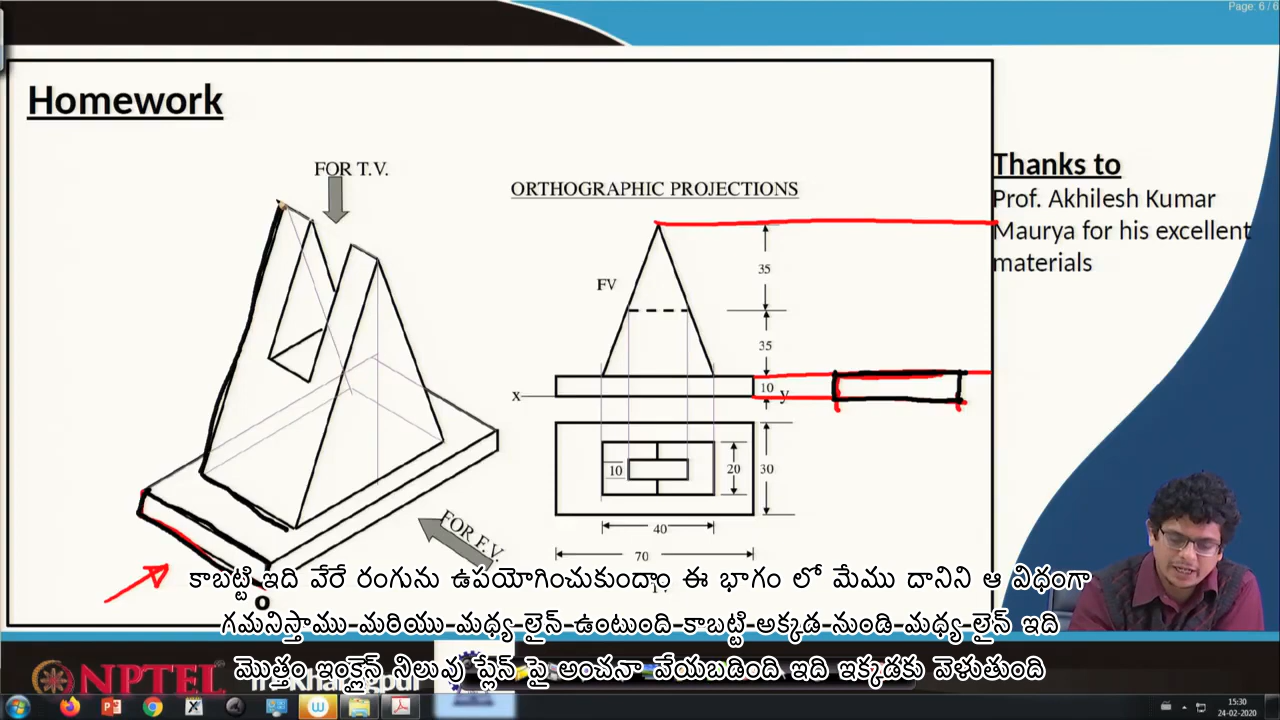 Page: 6 / 6
Homework
FOR T.V.
ORTHOGRAPHIC PROJECTIONS
Thanks to
Prof. Akhilesh Kumar
Maurya for his excellent
materials
FV
35
35
10
x
y
10
20
30
40
70
FOR F.V.
O
కాబట్టి ఇది వేరే రంగును ఉపయోగించుకుందాం ఈ భాగం లో మేము దానిని ఆ విధంగా
గమనిస్తాము మరియు మధ్య లైన్ ఉంటుంది కాబట్టి అక్కడ నుండి మధ్య లైన్ ఇది
మొత్తం ఇంక్లైన్ నిలువు ప్లేన్ పై అంచనా వేయబడింది ఇది ఇక్కడకు వెళుతుంది
NPTEL
IIT Kharagpur
15:30
24-02-2020